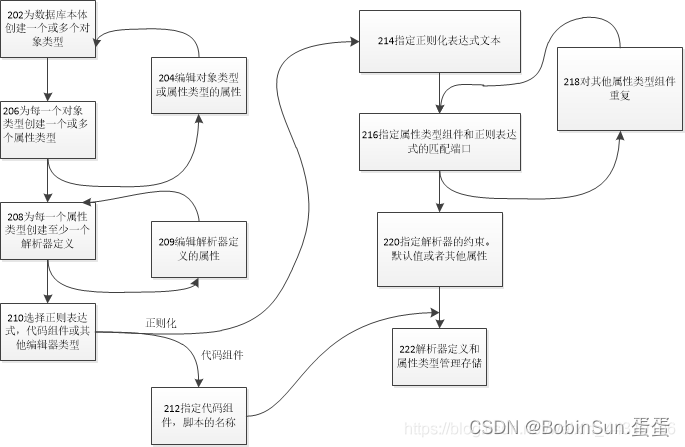 202为数据库本体
创建一个或多个对
象类型
204编辑对象类型
或属性类型的属性
206为每一个对象
类型创建一个或多
个属性类型
208为每一个属性
类型创建至少一个
解析器定义
209编辑解析器定
义的属性
210选择正则表达
式，代码组件或其
他编辑器类型
正则化
代码组件
212指定代码组
件，脚本的名称
214指定正则化表达式文本
216指定属性类型组件和正则表达
式的匹配端口
218对其他属性类型组件
重复
220指定解析器的约束。
默认值或者其他属性
222解析器定义和
属性类型管理存储
CSDN @BobinSun.蛋蛋